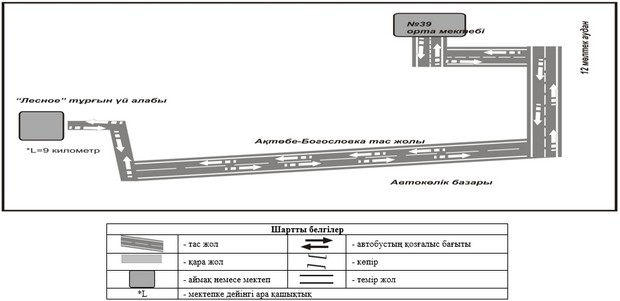 №39
орта мектебі
12 мөлтек аудан
"Лесное" тұрғын үй алабы
*L=9 километр
Ақтөбе-Богословка тас жолы
Автокөлік базары
Шартты белгілер
- тас жол
- автобустың қозғалыс бағыты
- қара жол
- көпір
- аймақ немесе мектеп
- темір жол
*L
- мектепке дейінгі ара қашықтық